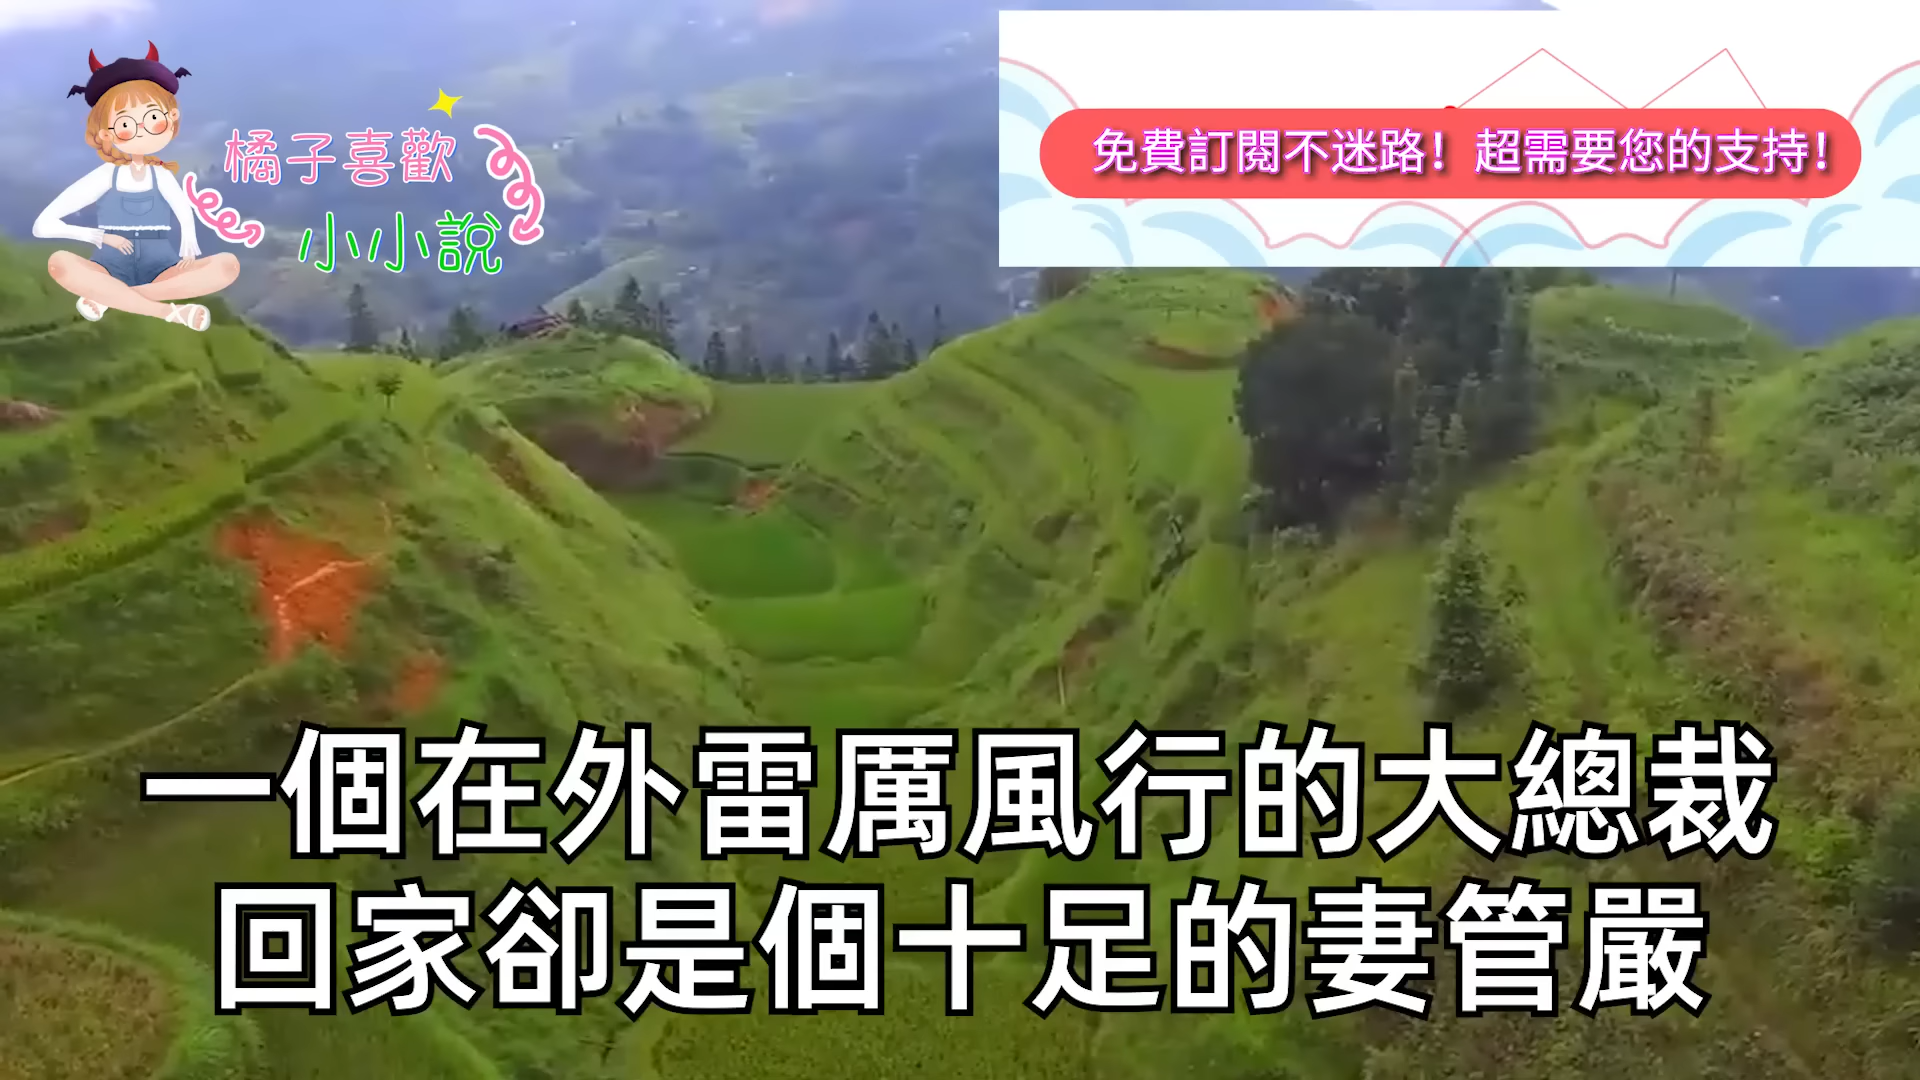 橘子喜歡
小小說
免費訂閱不迷路！超需要您的支持！
一個在外雷厲風行的大總裁
回家卻是個十足的妻管嚴